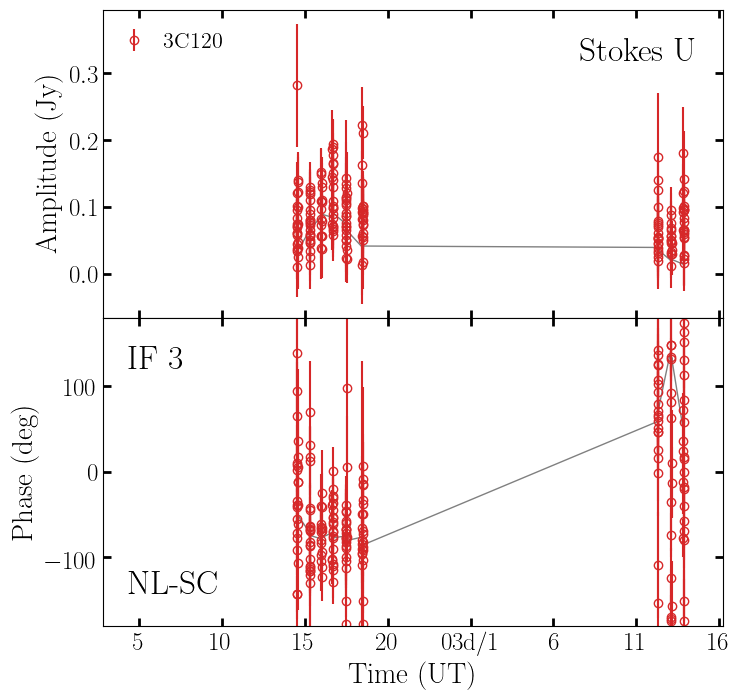 3C120
Stokes U
Amplitude (Jy)
0.3
0.2
0.1
0.0
IF 3
Phase (deg)
100
0
−100
NL-SC
5 10 15 20 03d/1 6 11 16
Time (UT)